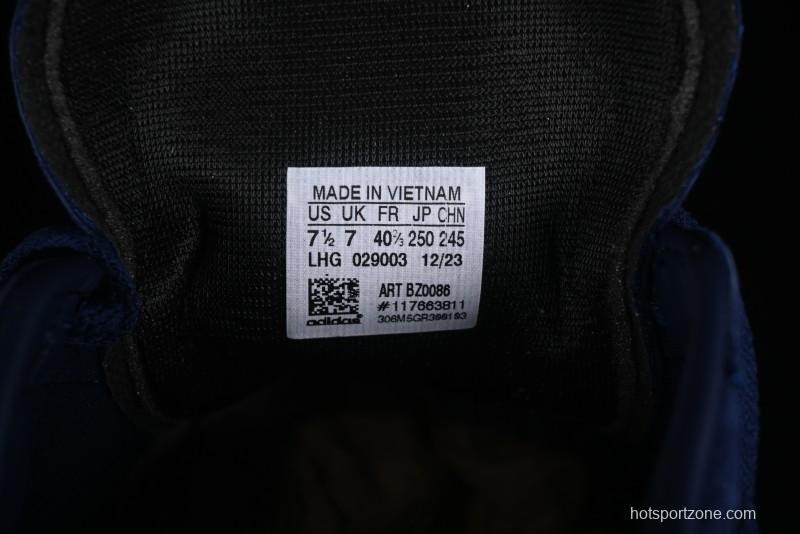 MADE IN VIETNAM
US UK FR JP CHN
7½ 7 40⅔ 250 245
LHG 029003 12/23
ART BZ0086
#117663811
adidas
hotsportzone.com